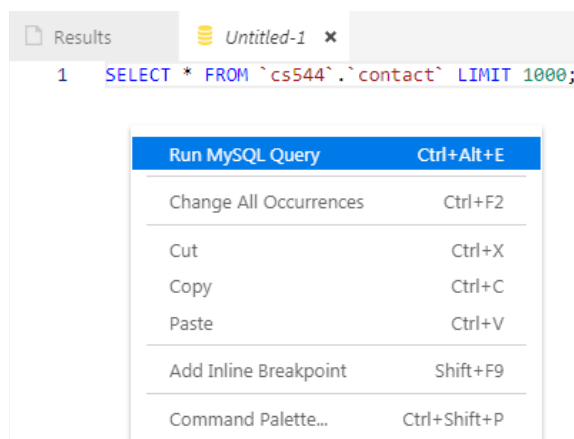 Results Untitled-1 ×
1 SELECT * FROM `cs544`.`contact` LIMIT 1000;
Run MySQL Query Ctrl+Alt+E
Change All Occurrences Ctrl+F2
Cut Ctrl+X
Copy Ctrl+C
Paste Ctrl+V
Add Inline Breakpoint Shift+F9
Command Palette... Ctrl+Shift+P